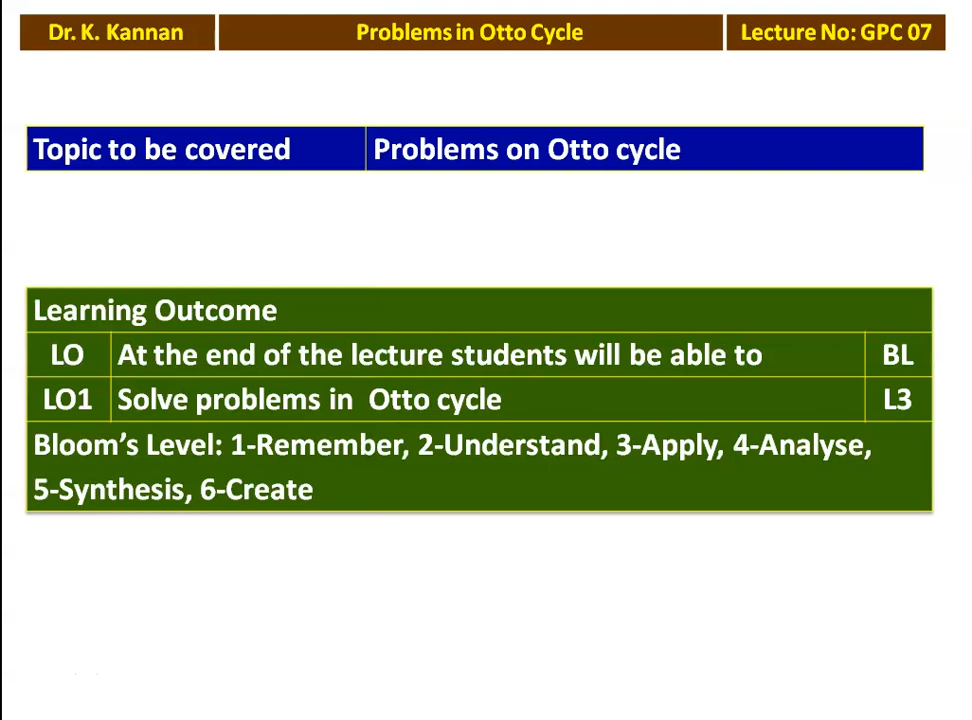 Dr. K. Kannan
Problems in Otto Cycle
Lecture No: GPC 07
Topic to be covered
Problems on Otto cycle
Learning Outcome
LO At the end of the lecture students will be able to BL
LO1 Solve problems in Otto cycle L3
Bloom’s Level: 1-Remember, 2-Understand, 3-Apply, 4-Analyse,
5-Synthesis, 6-Create